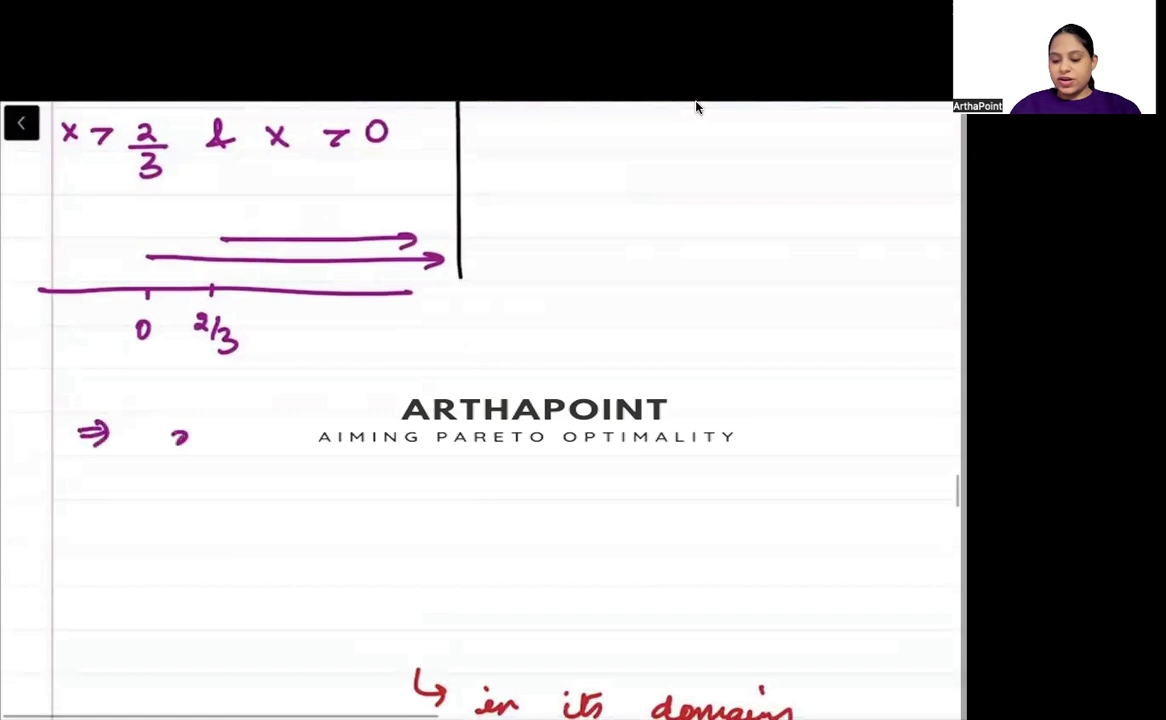 ArthaPoint
x > 2/3 & x > 0
0 2/3
ARTHAPOINT
AIMING PARETO OPTIMALITY
⇒
↳ in its domain